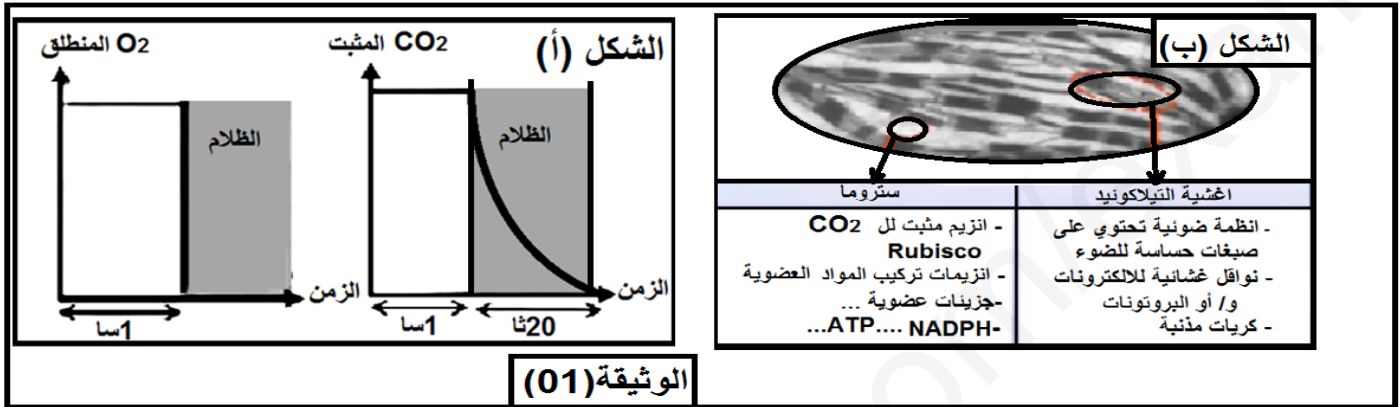 الشكل (ب)
ستروما
اغشية التيلاكونيد
- انزيم مثبت لل CO2
Rubisco
- انزيمات تركيب المواد العضوية
-جزيئات عضوية ...
-NADPH ....ATP...
- انظمة ضوئية تحتوي على
صبغات حساسة للضوء
- نواقل غشائية للالكترونات
و/ أو البروتونات
- كريات مذنبة
الشكل (أ)
CO2 المثبت
الظلام
الزمن
1سا
20ثا
O2 المنطلق
الظلام
الزمن
1سا
الوثيقة(01)